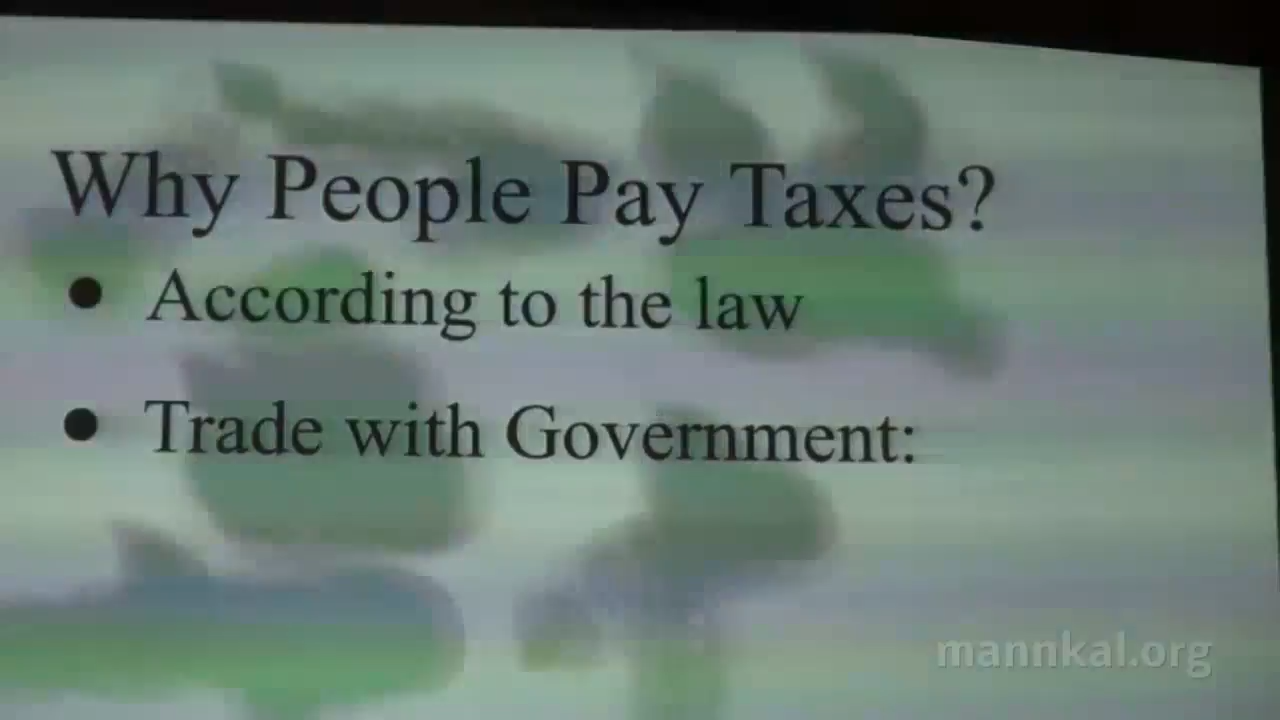 Why People Pay Taxes?
● According to the law
● Trade with Government:
mannkal.org